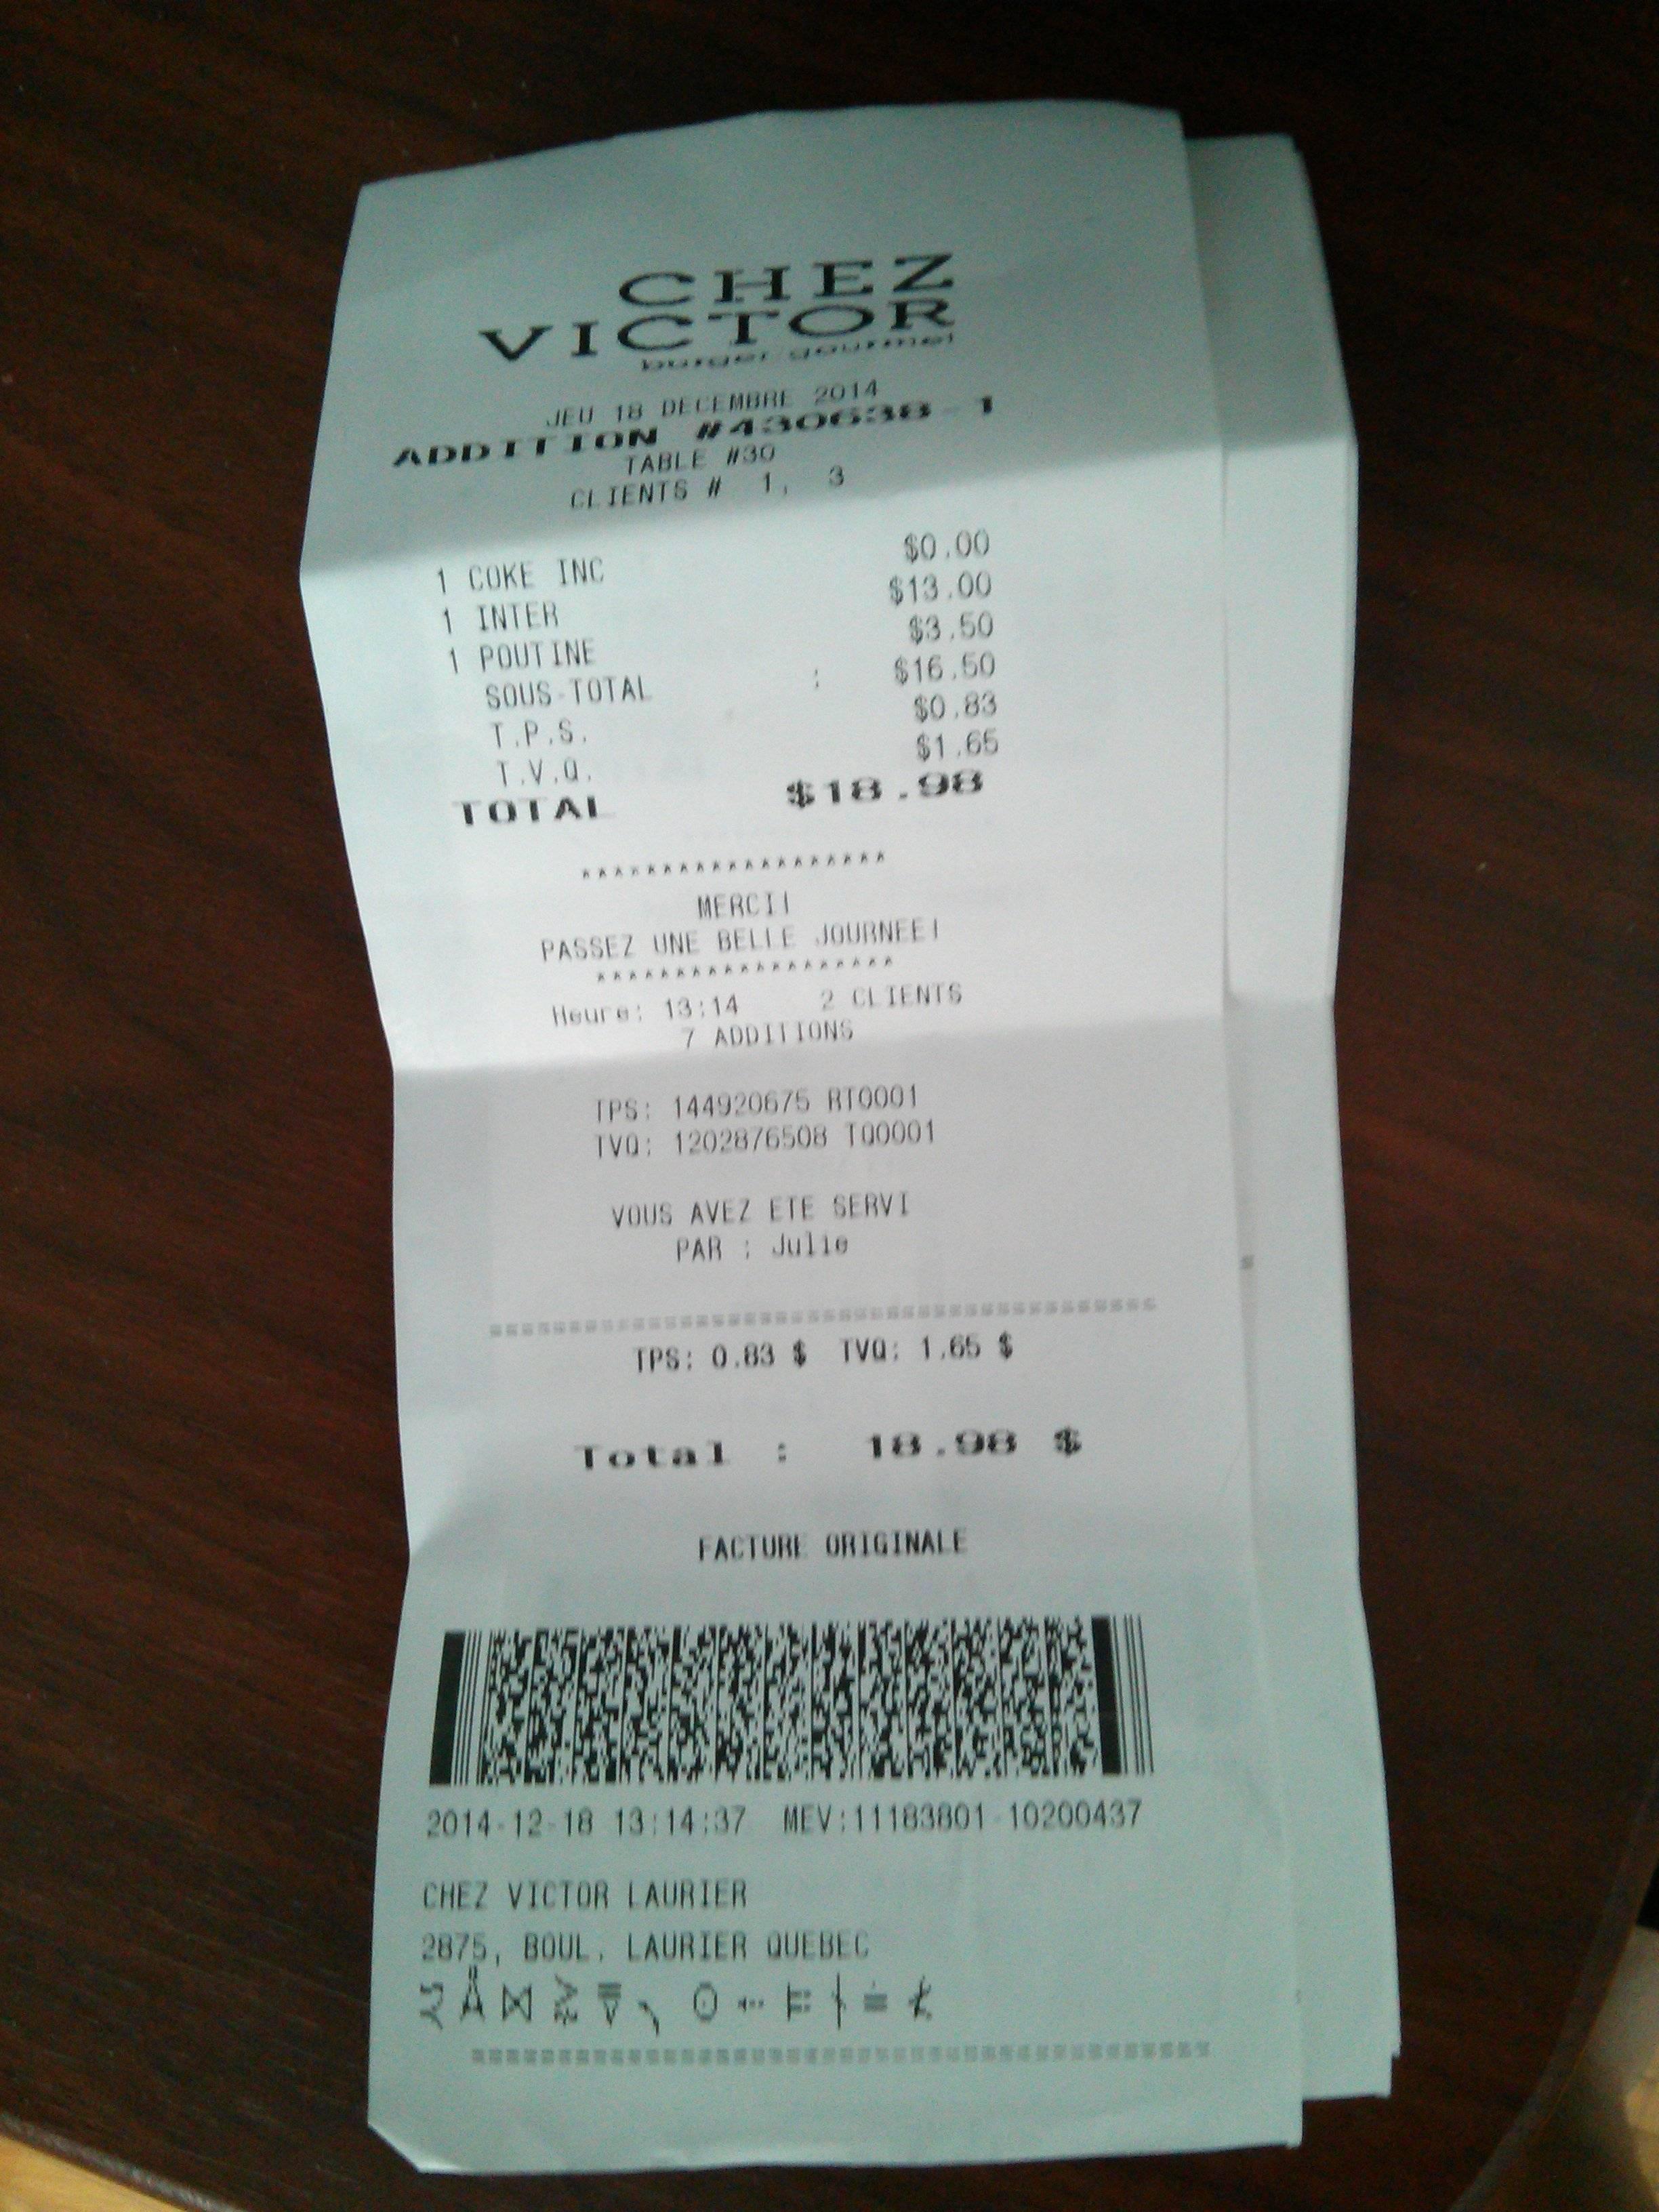 CHEZ
VICTOR
burger gourmet
JEU 18 DECEMBRE 2014
ADDITION #430638-1
TABLE #30
CLIENTS # 1, 3
1 COKE INC $0.00
1 INTER $13.00
1 POUTINE $3.50
SOUS-TOTAL : $16.50
T.P.S. $0.83
T.V.Q. $1.65
TOTAL $18.98
*******************
MERCI!
PASSEZ UNE BELLE JOURNEE!
*******************
Heure: 13:14 2 CLIENTS
7 ADDITIONS
TPS: 144920675 RT0001
TVQ: 1202876508 TQ0001
VOUS AVEZ ETE SERVI
PAR : Julie
TPS: 0.83 $ TVQ: 1.65 $
Total : 18.98 $
FACTURE ORIGINALE
2014-12-18 13:14:37 MEV:11183801-10200437
CHEZ VICTOR LAURIER
2875, BOUL. LAURIER QUEBEC